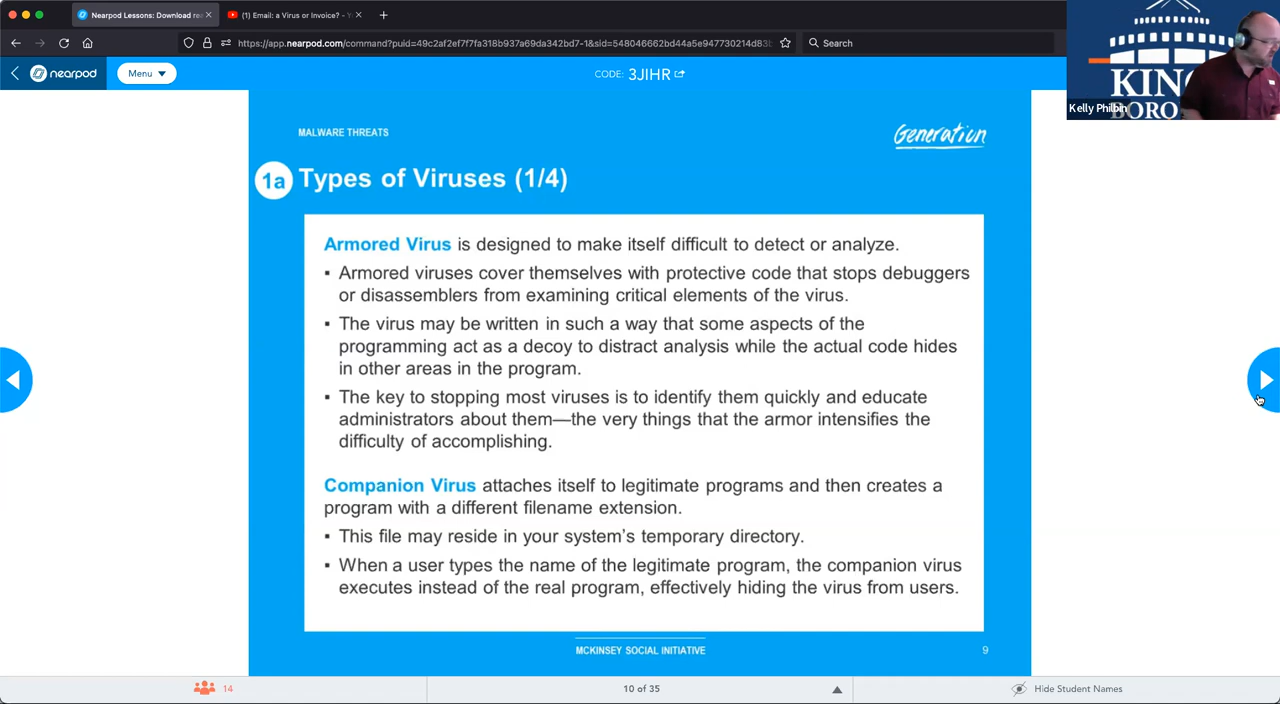 Nearpod Lessons: Download re
(1) Email: a Virus or Invoice? -
https://app.nearpod.com/command?puid=49c2af2ef7f7fa318b937a69da342bd7-1&sid=548046662bd44a5e947730214d83
Search
nearpod
Menu
CODE: 3JIHR
KING
BORO
Kelly Philbin
MALWARE THREATS
Generation
1a Types of Viruses (1/4)
Armored Virus is designed to make itself difficult to detect or analyze.
▪ Armored viruses cover themselves with protective code that stops debuggers
or disassemblers from examining critical elements of the virus.
▪ The virus may be written in such a way that some aspects of the
programming act as a decoy to distract analysis while the actual code hides
in other areas in the program.
▪ The key to stopping most viruses is to identify them quickly and educate
administrators about them—the very things that the armor intensifies the
difficulty of accomplishing.
Companion Virus attaches itself to legitimate programs and then creates a
program with a different filename extension.
▪ This file may reside in your system's temporary directory.
▪ When a user types the name of the legitimate program, the companion virus
executes instead of the real program, effectively hiding the virus from users.
MCKINSEY SOCIAL INITIATIVE
9
14
10 of 35
Hide Student Names